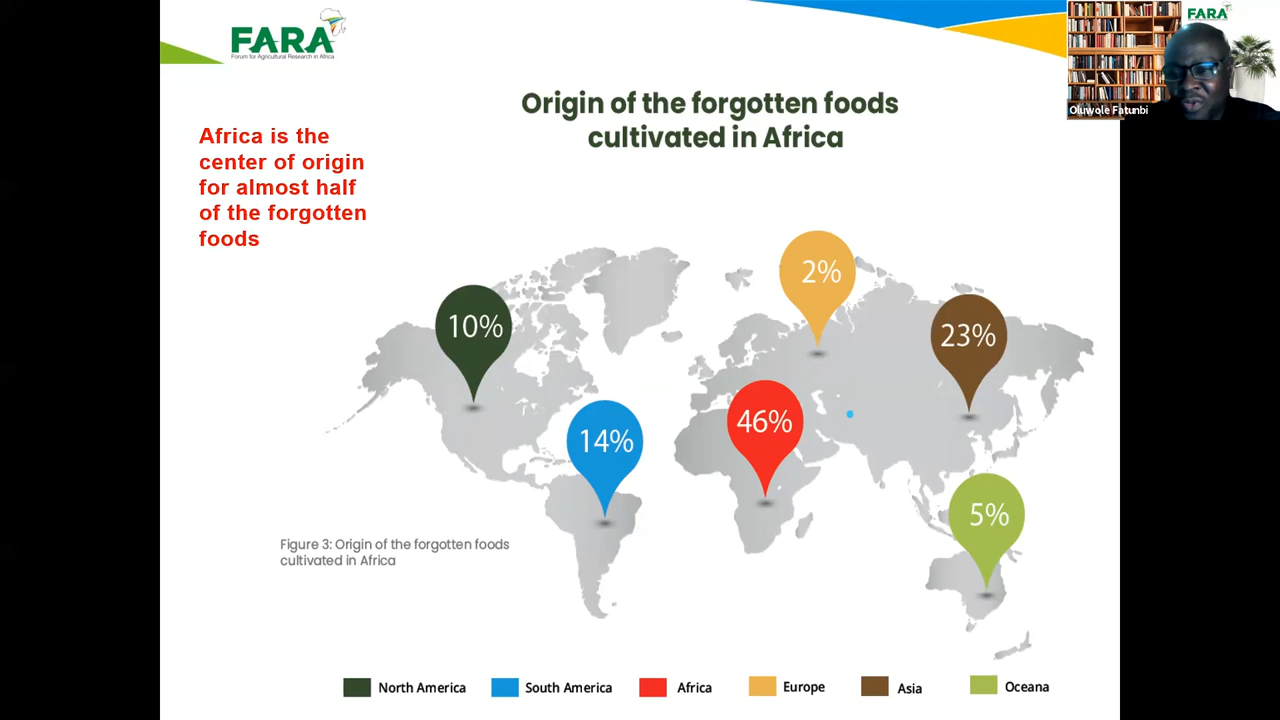 FARA
Forum for Agricultural Research in Africa
FARA
Oluwole Fatunbi
Origin of the forgotten foods
cultivated in Africa
Africa is the
center of origin
for almost half
of the forgotten
foods
2%
10%
23%
46%
14%
5%
Figure 3: Origin of the forgotten foods
cultivated in Africa
North America
South America
Africa
Europe
Asia
Oceana